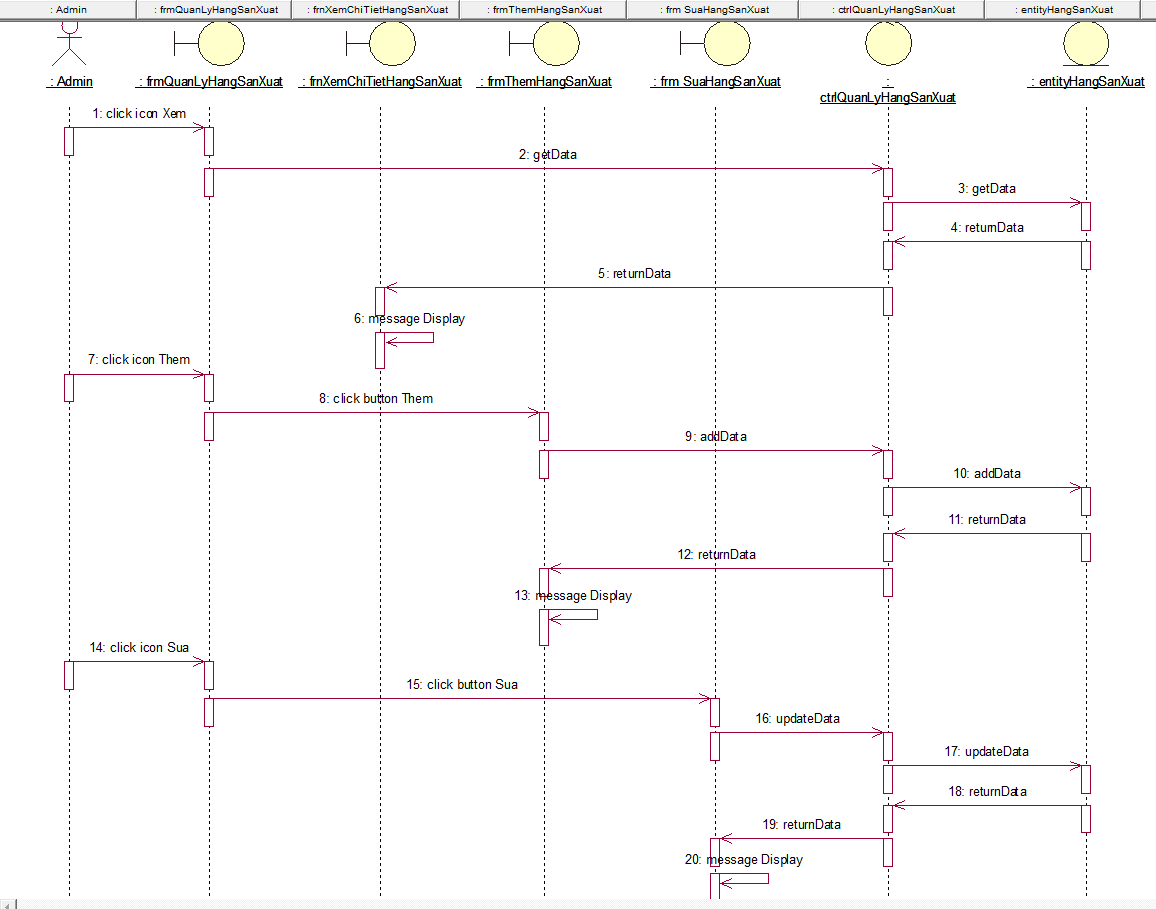 : Admin
: frmQuanLyHangSanXuat
: frnXemChiTietHangSanXuat
: frmThemHangSanXuat
: frm SuaHangSanXuat
: ctrlQuanLyHangSanXuat
: entityHangSanXuat
: Admin
: frmQuanLyHangSanXuat
: frnXemChiTietHangSanXuat
: frmThemHangSanXuat
: frm SuaHangSanXuat
:
ctrlQuanLyHangSanXuat
: entityHangSanXuat
1: click icon Xem
2: getData
3: getData
4: returnData
5: returnData
6: message Display
7: click icon Them
8: click button Them
9: addData
10: addData
11: returnData
12: returnData
13: message Display
14: click icon Sua
15: click button Sua
16: updateData
17: updateData
18: returnData
19: returnData
20: message Display